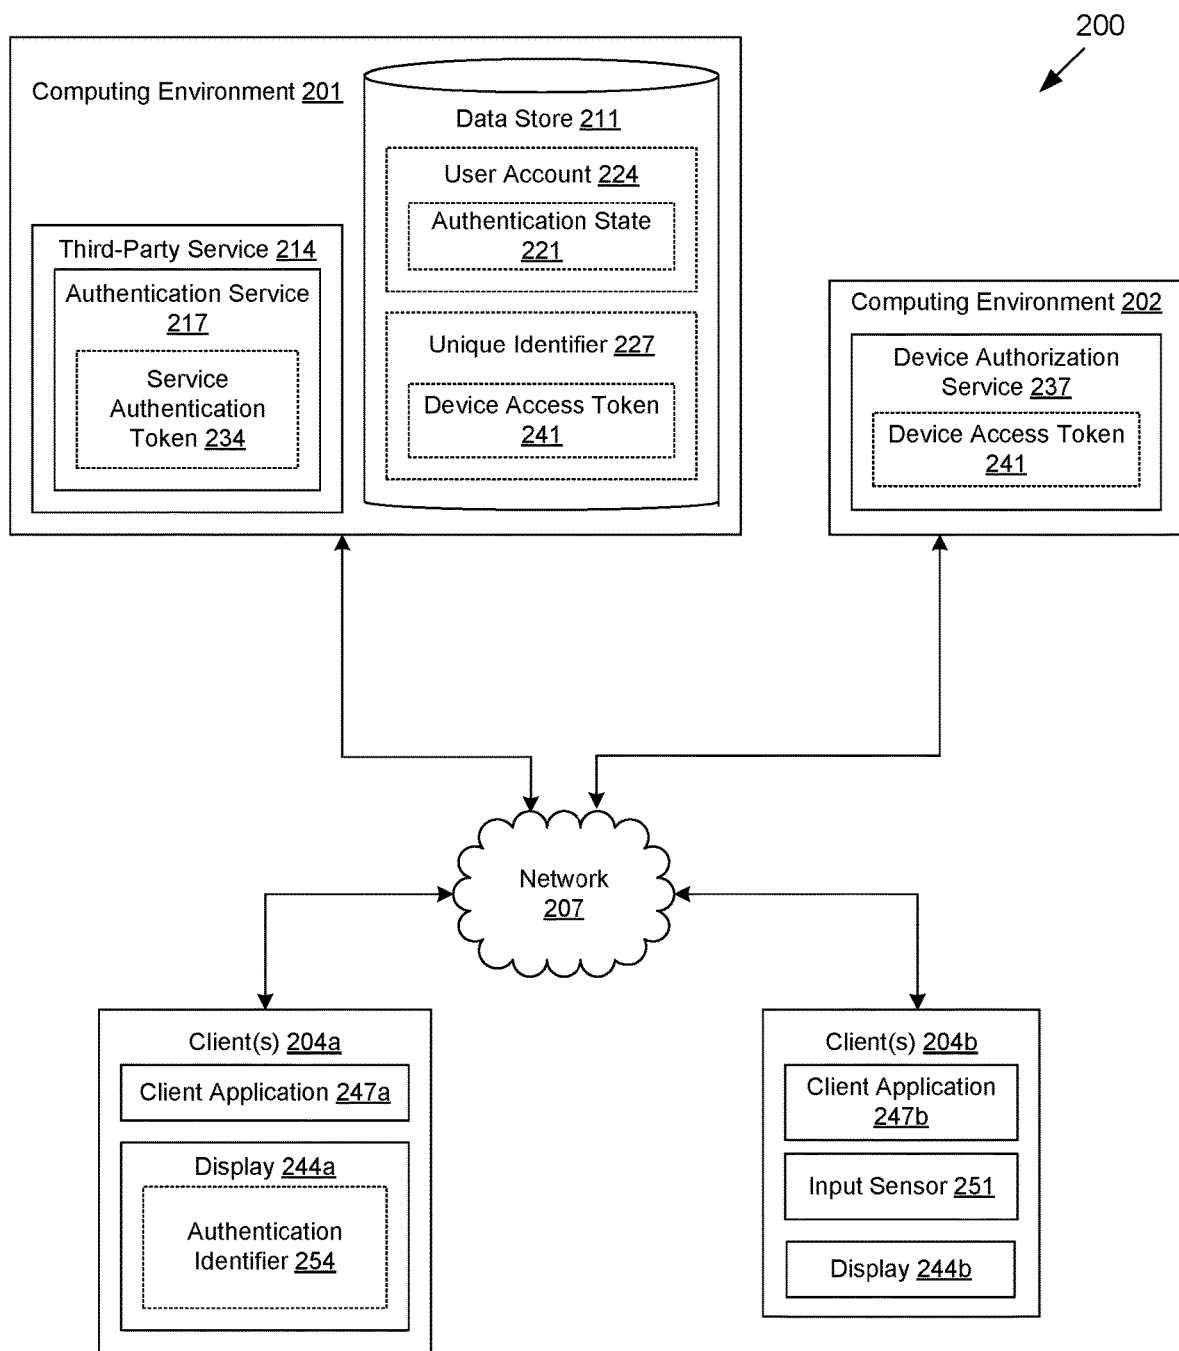 200
Computing Environment 201
Data Store 211
User Account 224
Authentication State
221
Third-Party Service 214
Authentication Service
217
Service
Authentication
Token 234
Unique Identifier 227
Device Access Token
241
Computing Environment 202
Device Authorization
Service 237
Device Access Token
241
Network
207
Client(s) 204a
Client Application 247a
Display 244a
Authentication
Identifier 254
Client(s) 204b
Client Application
247b
Input Sensor 251
Display 244b